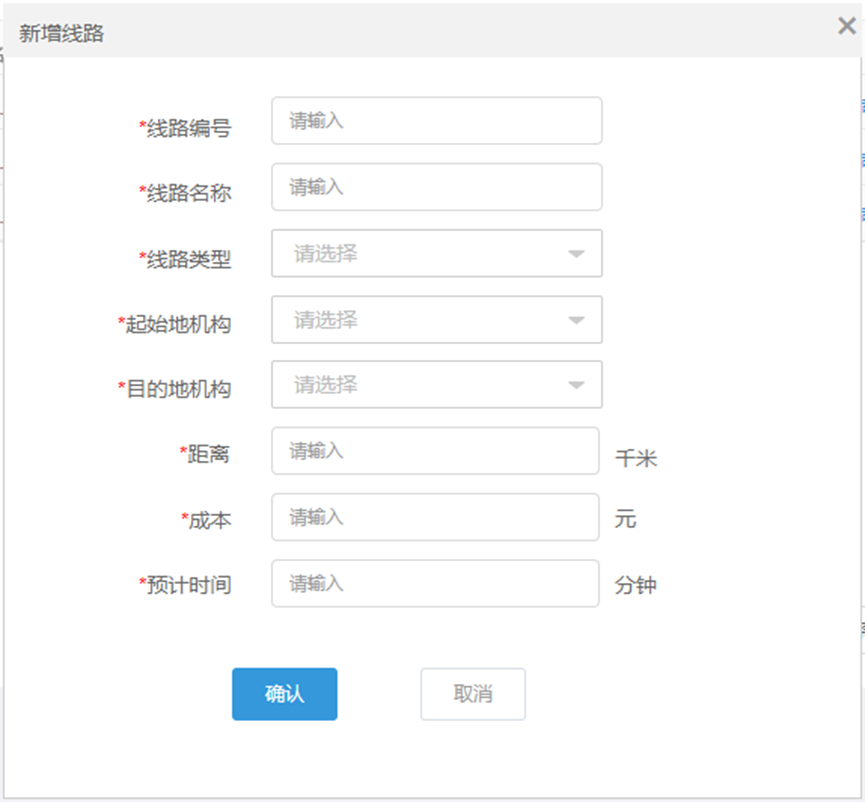 新增线路
*线路编号 请输入
*线路名称 请输入
*线路类型 请选择
*起始地机构 请选择
*目的地机构 请选择
*距离 请输入 千米
*成本 请输入 元
*预计时间 请输入 分钟
确认 取消